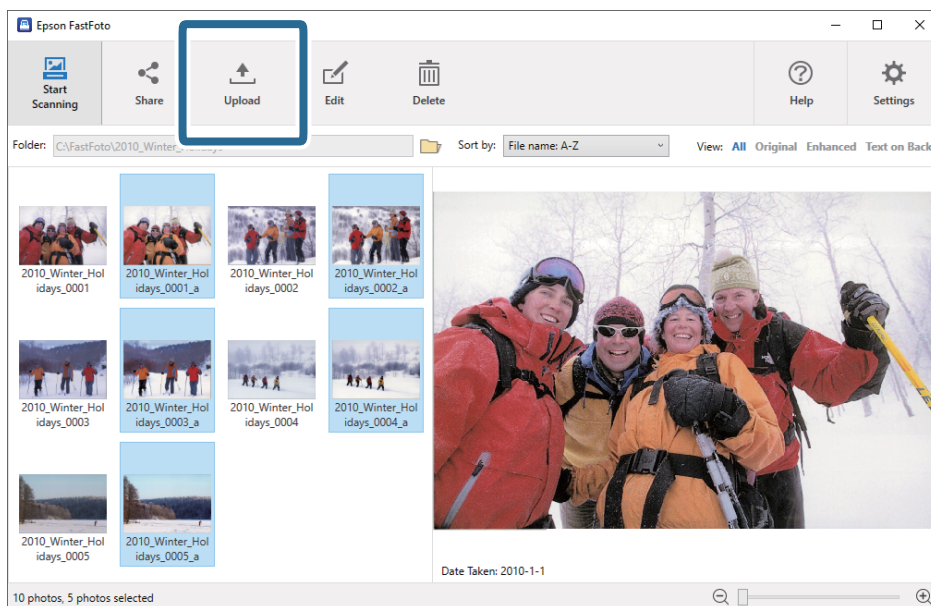 Epson FastFoto
Start
Scanning
Share
Upload
Edit
Delete
Help
Settings
Folder: C:\FastFoto\2010_Winter_
Sort by: File name: A-Z
View: All Original Enhanced Text on Back
2010_Winter_Hol
idays_0001
2010_Winter_Hol
idays_0001_a
2010_Winter_Hol
idays_0002
2010_Winter_Hol
idays_0002_a
2010_Winter_Hol
idays_0003
2010_Winter_Hol
idays_0003_a
2010_Winter_Hol
idays_0004
2010_Winter_Hol
idays_0004_a
2010_Winter_Hol
idays_0005
2010_Winter_Hol
idays_0005_a
Date Taken: 2010-1-1
10 photos, 5 photos selected